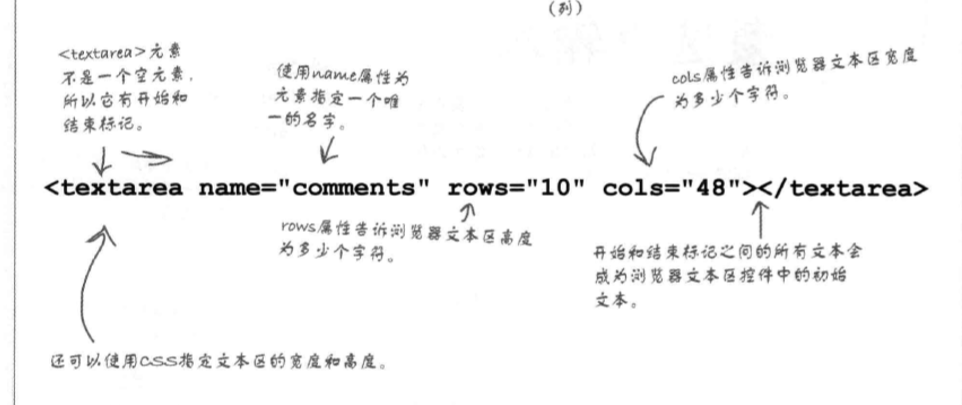 (列)
<textarea>元素
不是一个空元素，
所以它有开始和
结束标记。
使用name属性为
元素指定一个唯
一的名字。
cols属性告诉浏览器文本区宽度
为多少个字符。
<textarea name="comments" rows="10" cols="48"></textarea>
rows属性告诉浏览器文本区高度
为多少个字符。
开始和结束标记之间的所有文本会
成为浏览器文本区控件中的初始
文本。
还可以使用CSS指定文本区的宽度和高度。